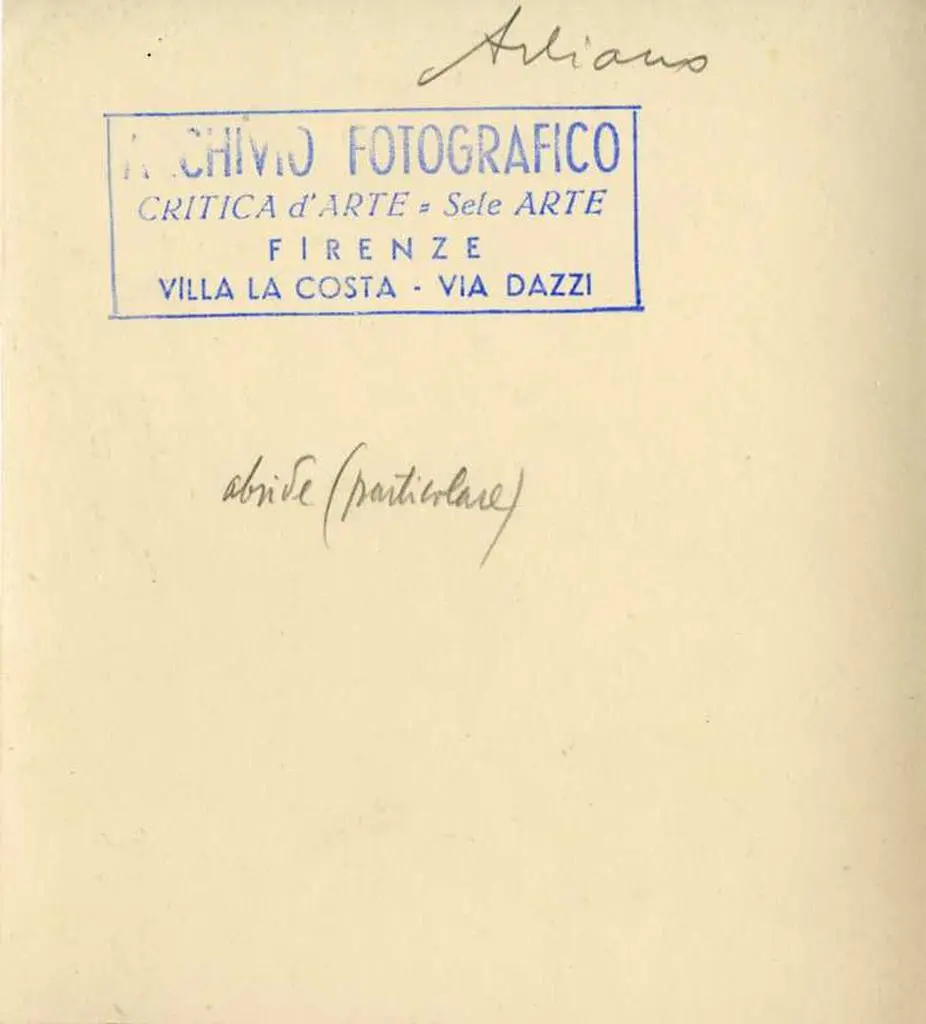 Arliano
ARCHIVIO FOTOGRAFICO
CRITICA d'ARTE = Sele ARTE
FIRENZE
VILLA LA COSTA - VIA DAZZI
abside (particolare)